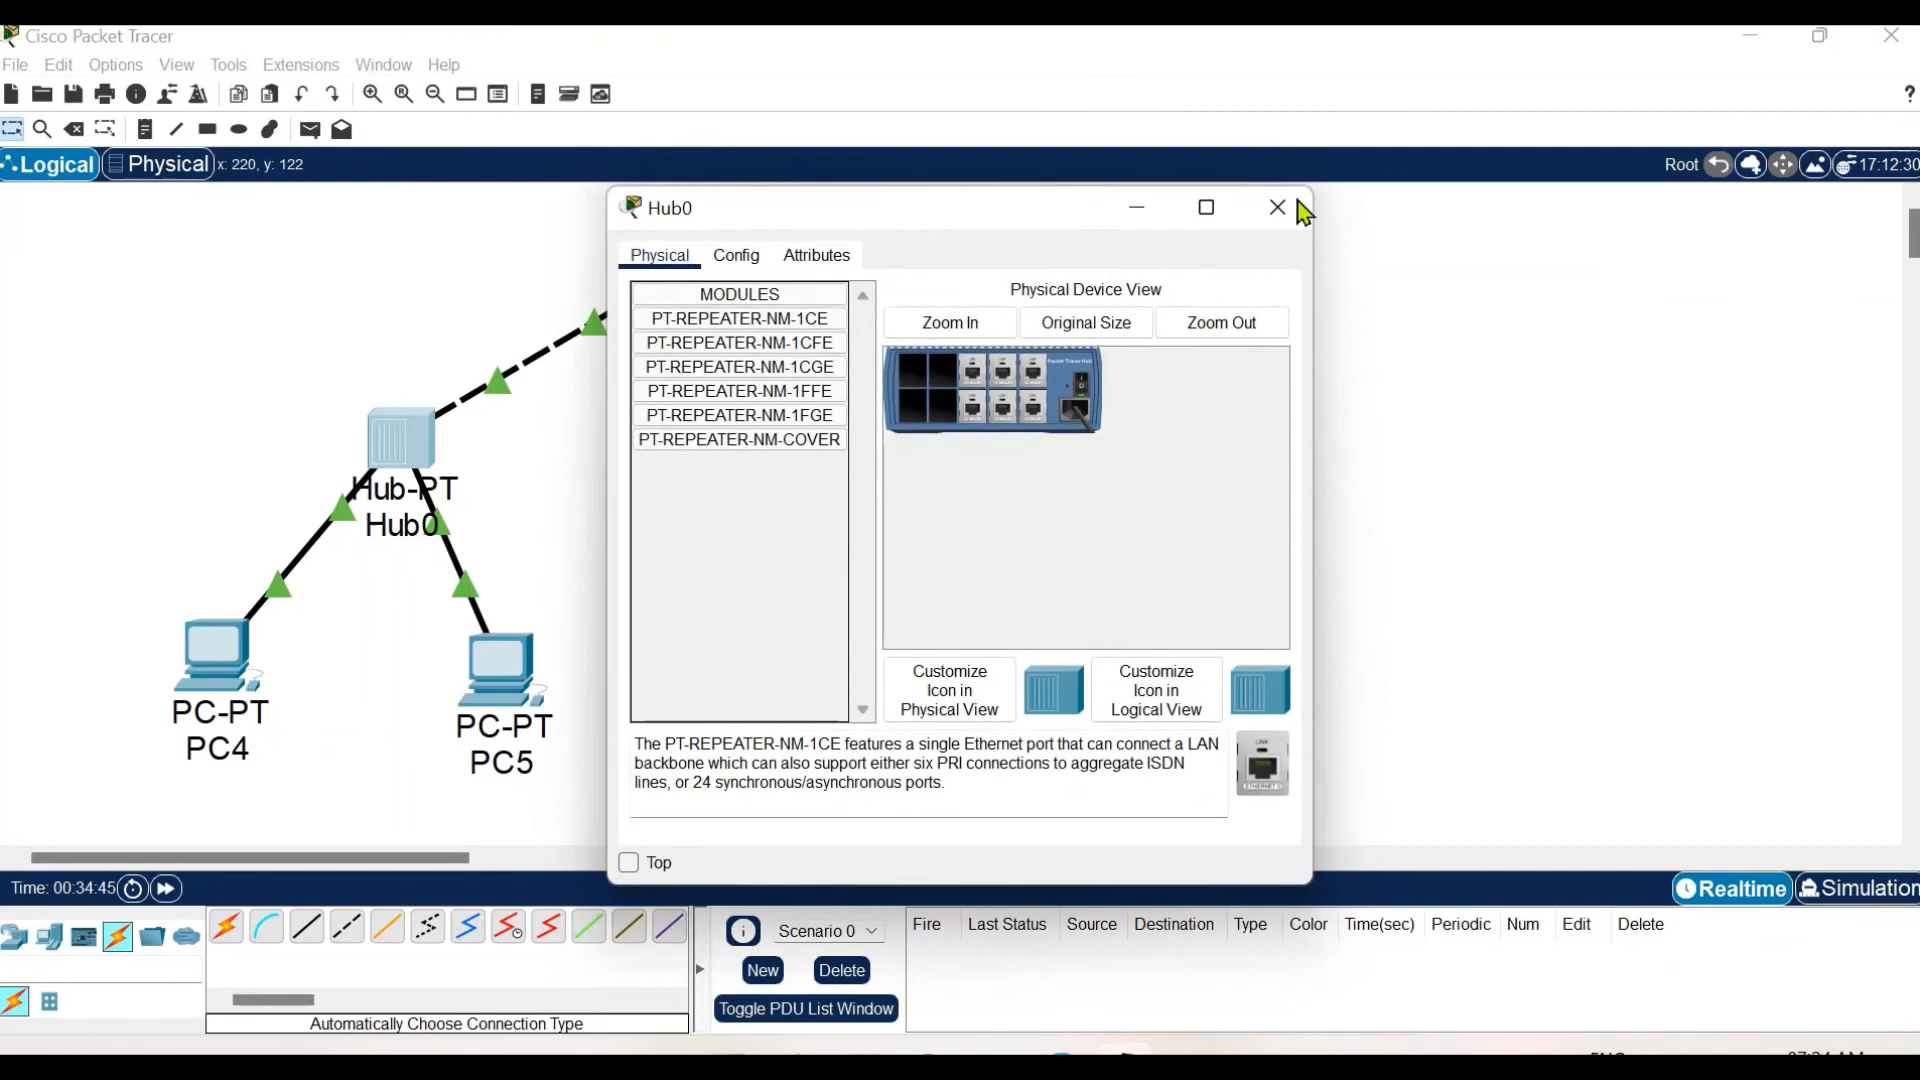 Cisco Packet Tracer
File Edit Options View Tools Extensions Window Help
?
Logical Physical x: 220, y: 122 Root 17:12:30
Hub0
Physical Config Attributes
MODULES
PT-REPEATER-NM-1CE
PT-REPEATER-NM-1CFE
PT-REPEATER-NM-1CGE
PT-REPEATER-NM-1FFE
PT-REPEATER-NM-1FGE
PT-REPEATER-NM-COVER
Physical Device View
Zoom In Original Size Zoom Out
Packet Tracer Hub
Customize
Icon in
Physical View
Customize
Icon in
Logical View
The PT-REPEATER-NM-1CE features a single Ethernet port that can connect a LAN
backbone which can also support either six PRI connections to aggregate ISDN
lines, or 24 synchronous/asynchronous ports.
LINK
Top
Hub-PT
Hub0
PC-PT
PC4
PC-PT
PC5
Time: 00:34:45 Realtime Simulation
Scenario 0
New Delete
Toggle PDU List Window
Fire Last Status Source Destination Type Color Time(sec) Periodic Num Edit Delete
Automatically Choose Connection Type